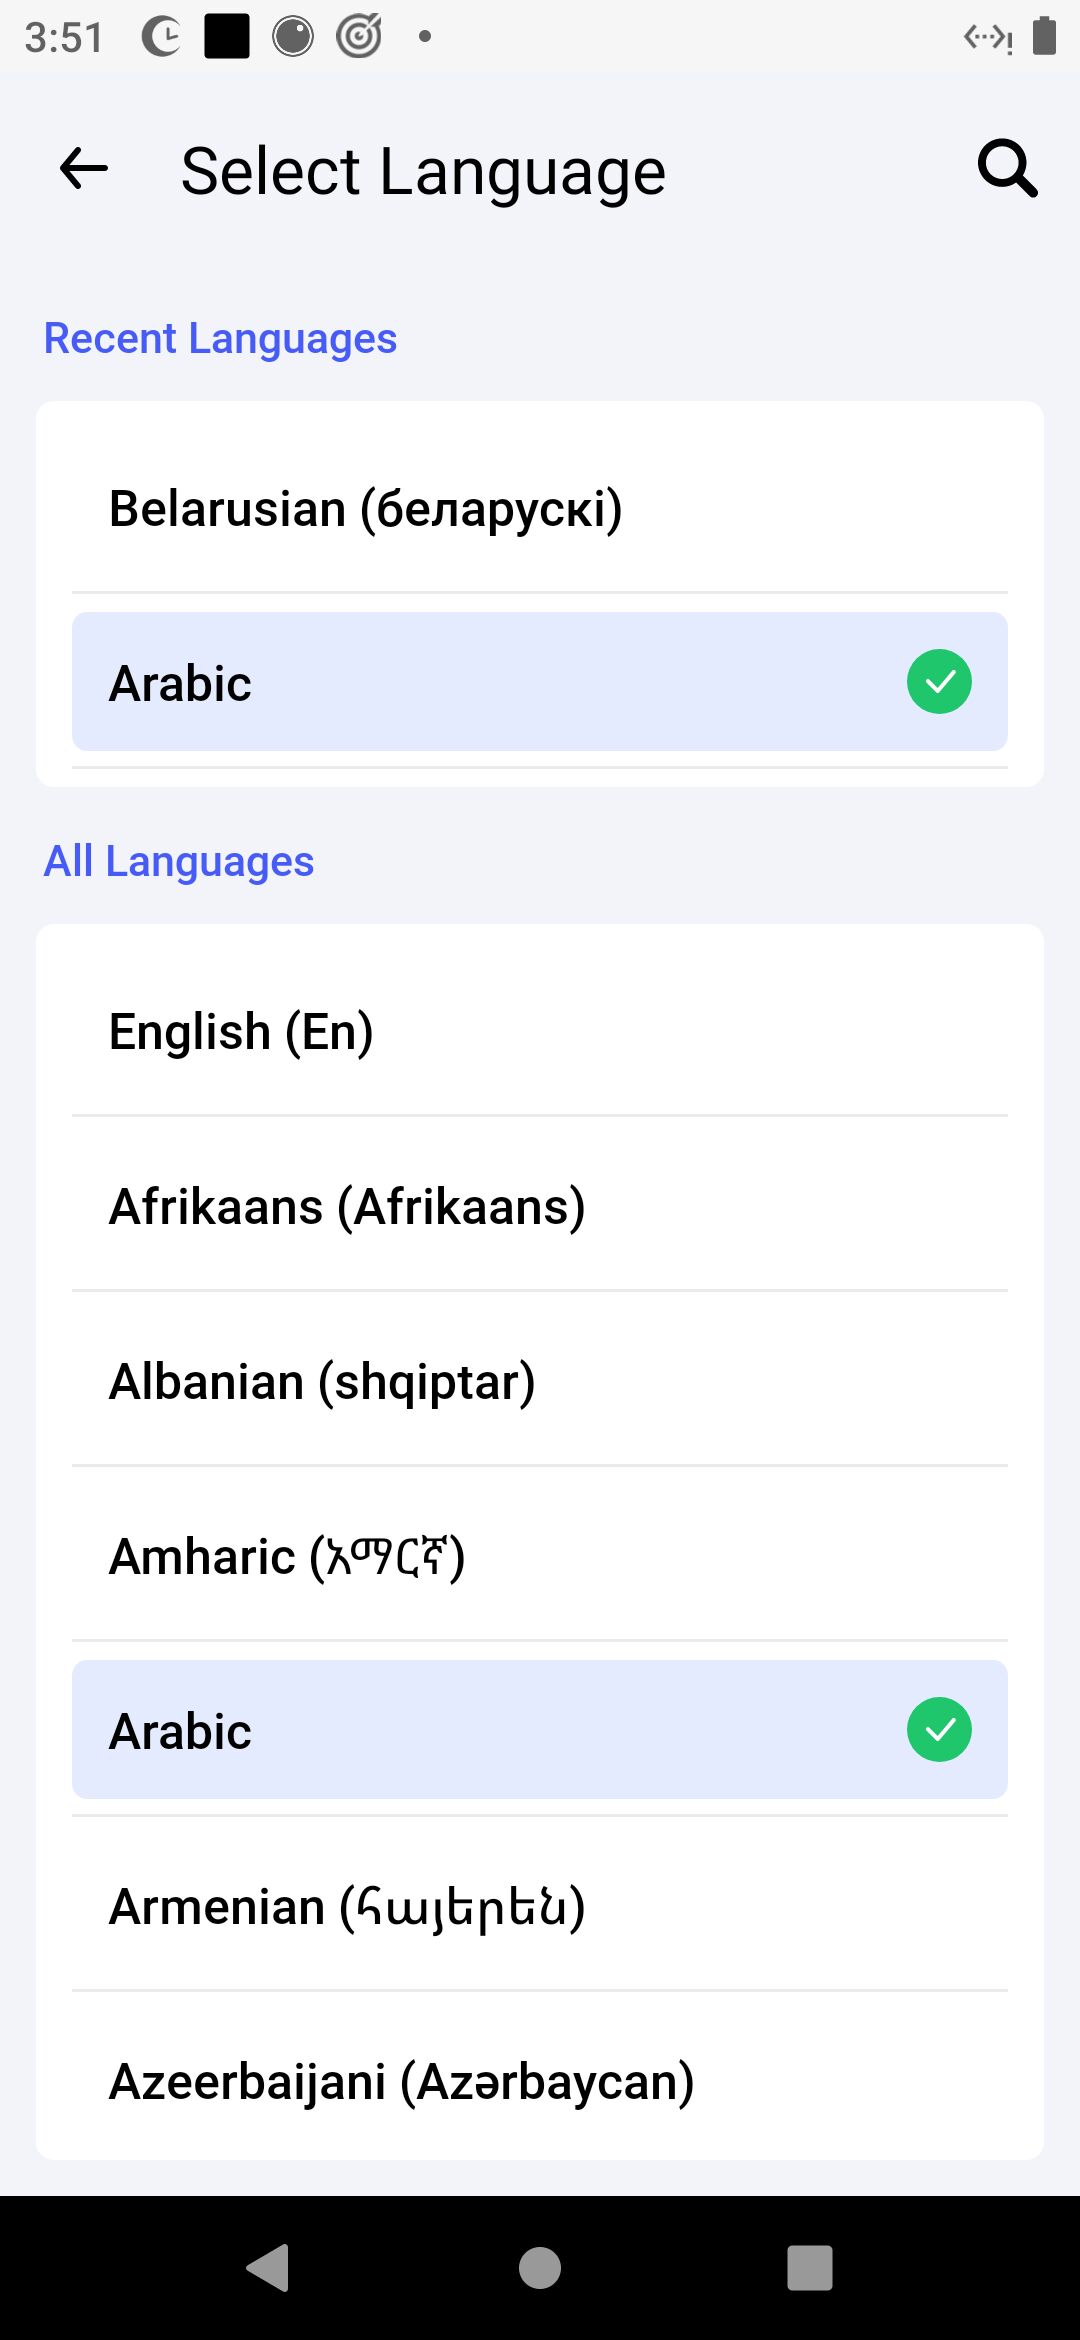 3:51
Select Language
Recent Languages
Belarusian (беларускі)
Arabic
All Languages
English (En)
Afrikaans (Afrikaans)
Albanian (shqiptar)
Amharic (አማርኛ)
Arabic
Armenian (հայերեն)
Azeerbaijani (Azərbaycan)